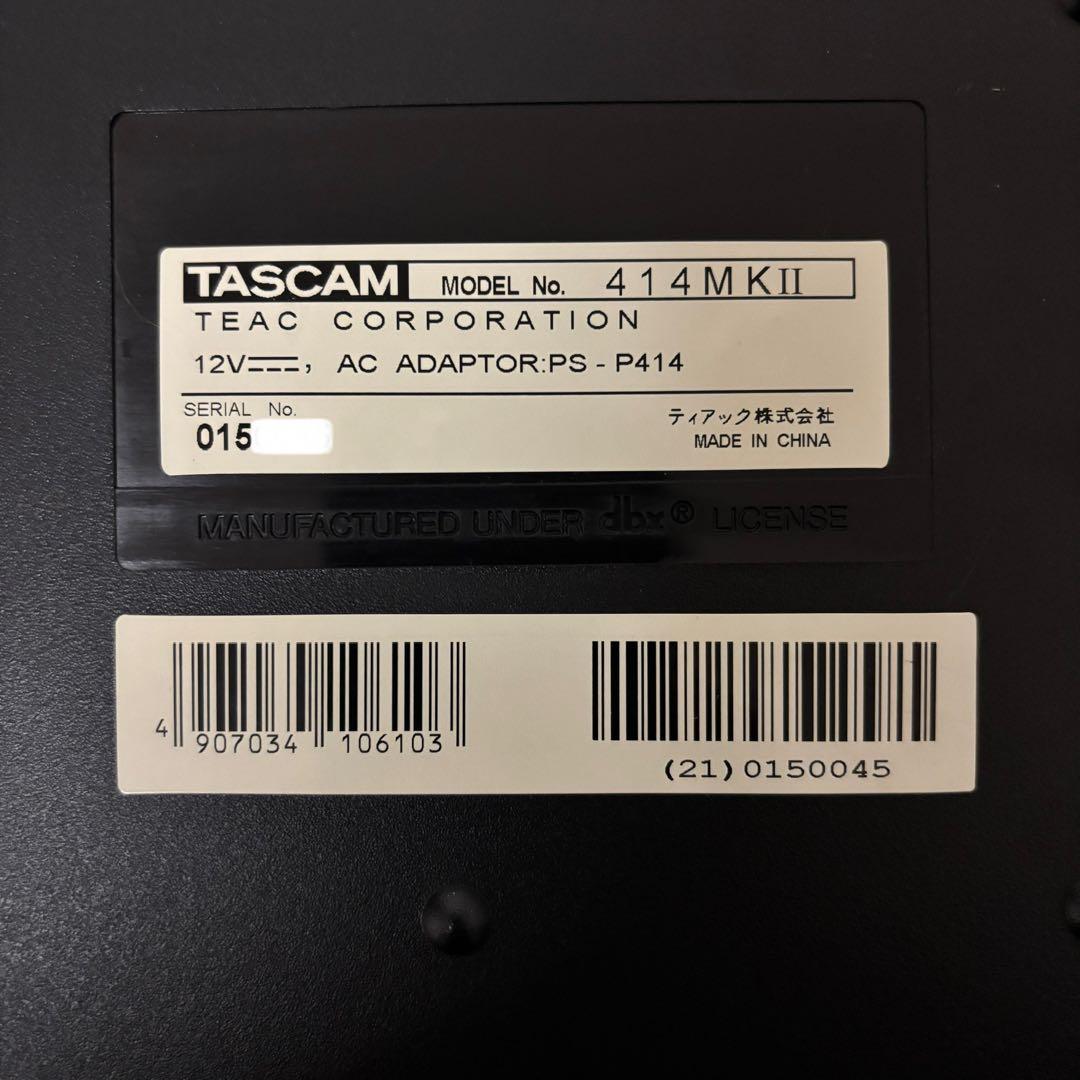 TASCAM MODEL No. 414MKII
TEAC CORPORATION
12V⎓, AC ADAPTOR:PS - P414
SERIAL No.
015
ティアック株式会社
MADE IN CHINA
MANUFACTURED UNDER dbx® LICENSE
4 907034 106103
(21)0150045